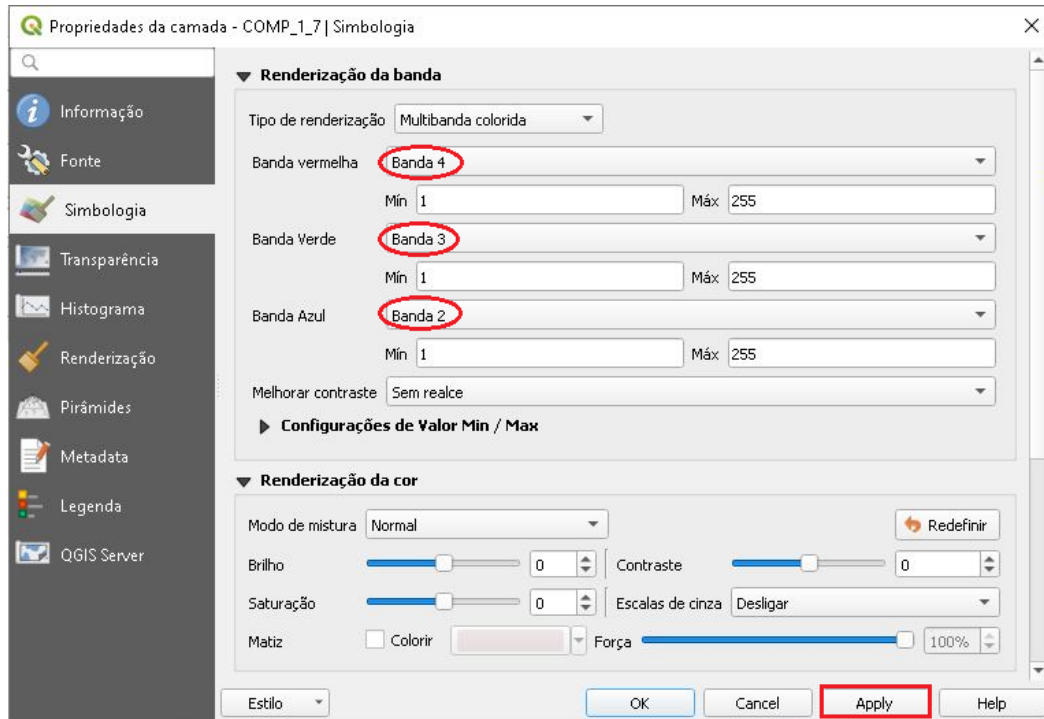 Propriedades da camada - COMP_1_7 | Simbologia
Informação
Fonte
Simbologia
Transparência
Histograma
Renderização
Pirâmides
Metadata
Legenda
QGIS Server
Renderização da banda
Tipo de renderização Multibanda colorida
Banda vermelha Banda 4
Mín 1 Máx 255
Banda Verde Banda 3
Mín 1 Máx 255
Banda Azul Banda 2
Mín 1 Máx 255
Melhorar contraste Sem realce
Configurações de Valor Min / Max
Renderização da cor
Modo de mistura Normal Redefinir
Brilho 0 Contraste 0
Saturação 0 Escalas de cinza Desligar
Matiz Colorir Força 100%
Estilo OK Cancel Apply Help